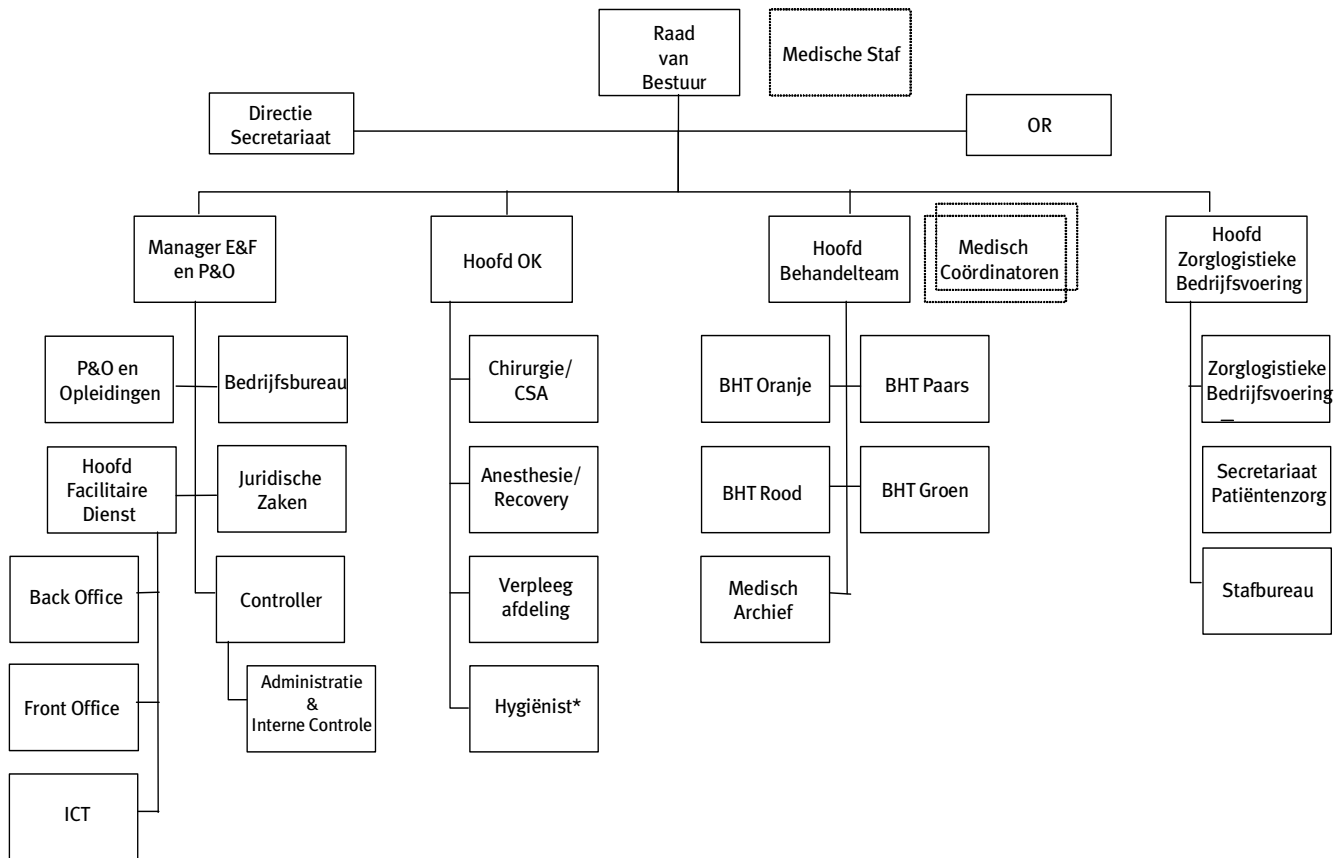 Raad
van
Bestuur
Medische Staf
Directie
Secretariaat
OR
Manager E&F
en P&O
Hoofd OK
Hoofd
Behandelteam
Medisch
Coördinatoren
Hoofd
Zorglogistieke
Bedrijfsvoering
P&O en
Opleidingen
Bedrijfsbureau
Chirurgie/
CSA
BHT Oranje
BHT Paars
Zorglogistieke
Bedrijfsvoering
Hoofd
Facilitaire
Dienst
Juridische
Zaken
Anesthesie/
Recovery
BHT Rood
BHT Groen
Secretariaat
Patiëntenzorg
Back Office
Controller
Verpleeg
afdeling
Medisch
Archief
Stafbureau
Front Office
Administratie
&
Interne Controle
Hygiënist*
ICT